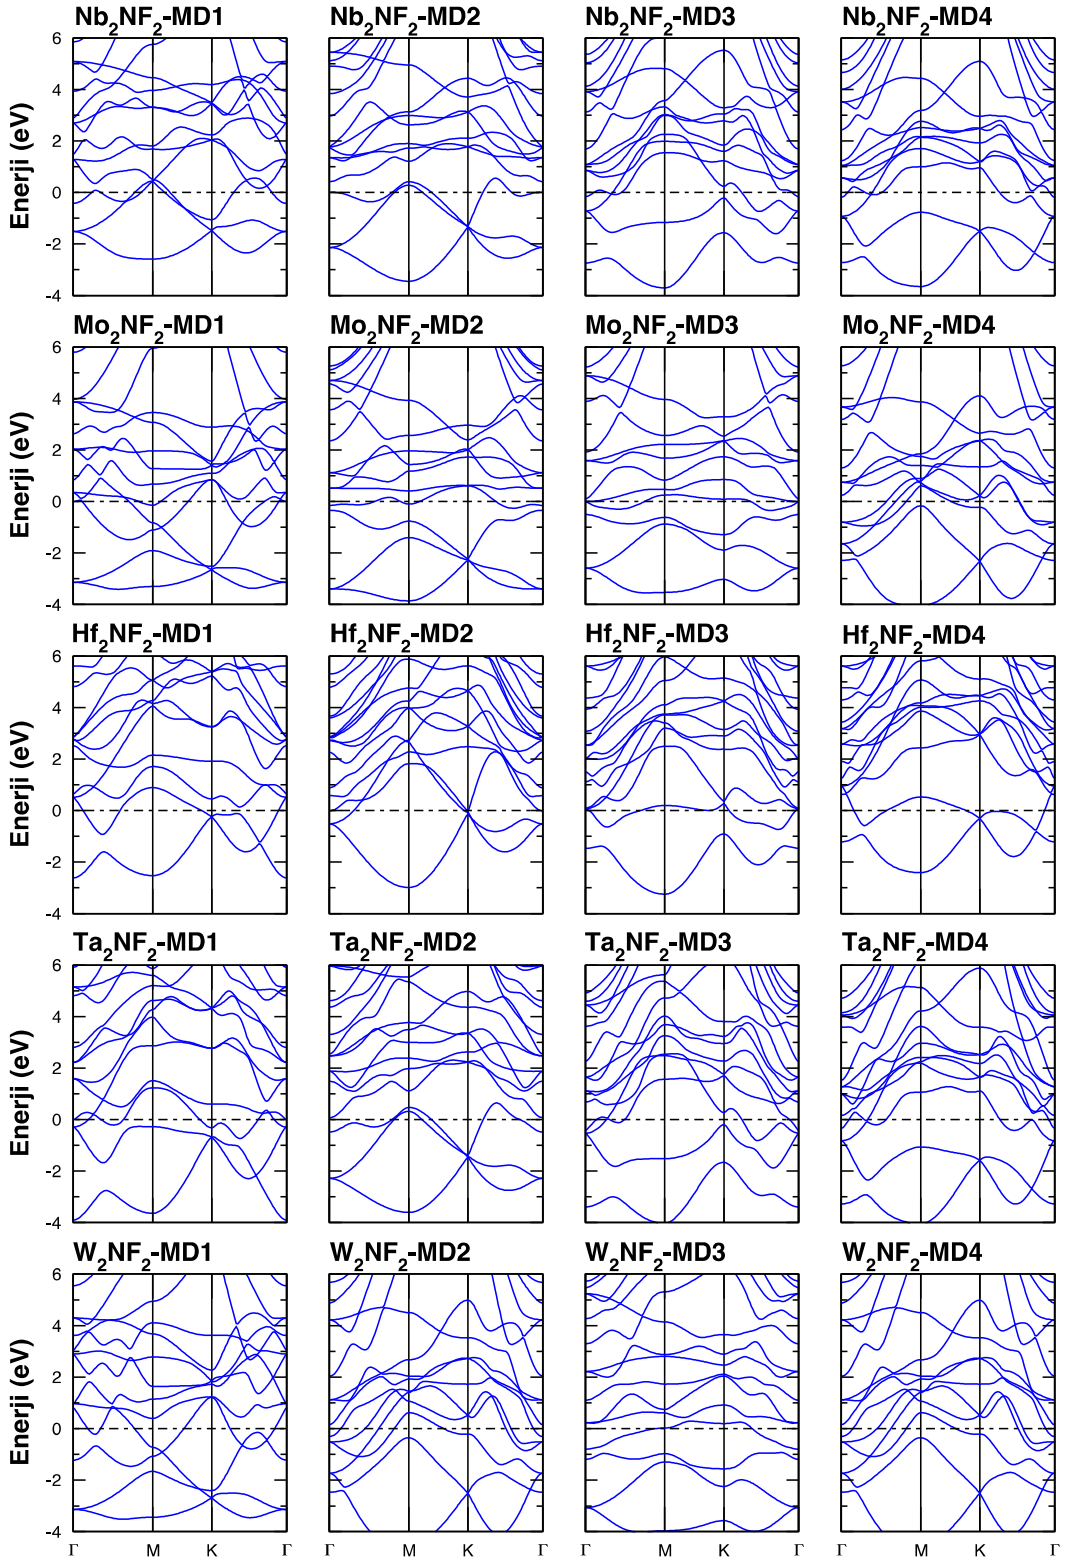 Nb₂NF₂-MD1 Nb₂NF₂-MD2 Nb₂NF₂-MD3 Nb₂NF₂-MD4
6
4
2
0
-2
-4
Enerji (eV)
Mo₂NF₂-MD1 Mo₂NF₂-MD2 Mo₂NF₂-MD3 Mo₂NF₂-MD4
6
4
2
0
-2
-4
Enerji (eV)
Hf₂NF₂-MD1 Hf₂NF₂-MD2 Hf₂NF₂-MD3 Hf₂NF₂-MD4
6
4
2
0
-2
-4
Enerji (eV)
Ta₂NF₂-MD1 Ta₂NF₂-MD2 Ta₂NF₂-MD3 Ta₂NF₂-MD4
6
4
2
0
-2
-4
Enerji (eV)
W₂NF₂-MD1 W₂NF₂-MD2 W₂NF₂-MD3 W₂NF₂-MD4
6
4
2
0
-2
-4
Enerji (eV)
Γ M K Γ Γ M K Γ Γ M K Γ Γ M K Γ